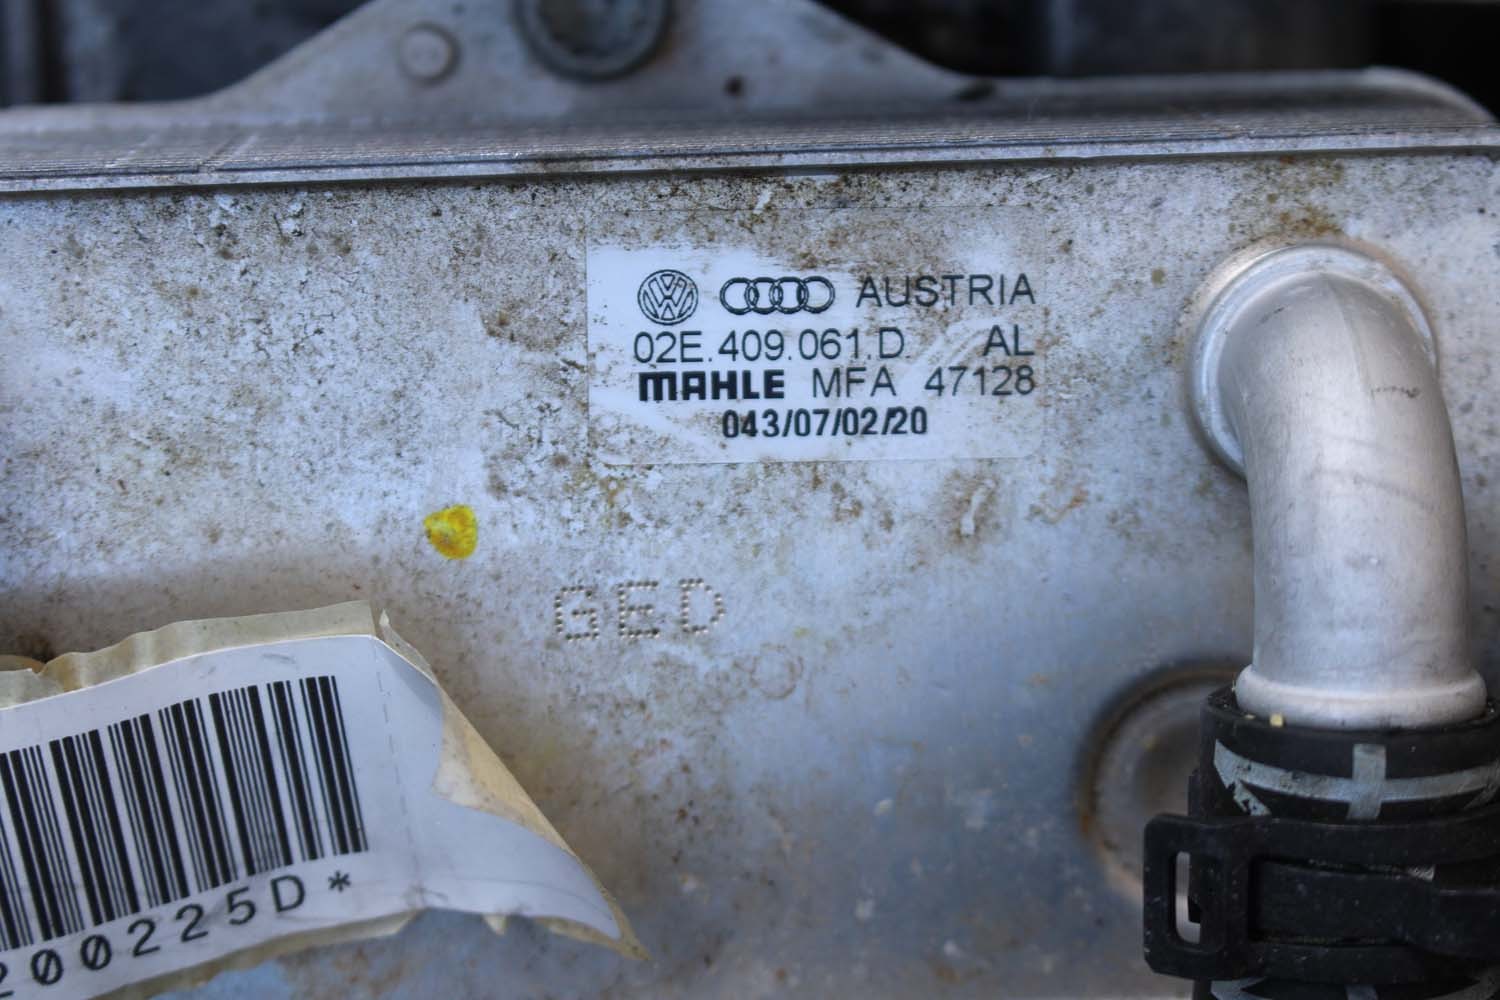 AUSTRIA
02E.409.061.D. AL
MAHLE MFA 47128
043/07/02/20
GED
200225D*